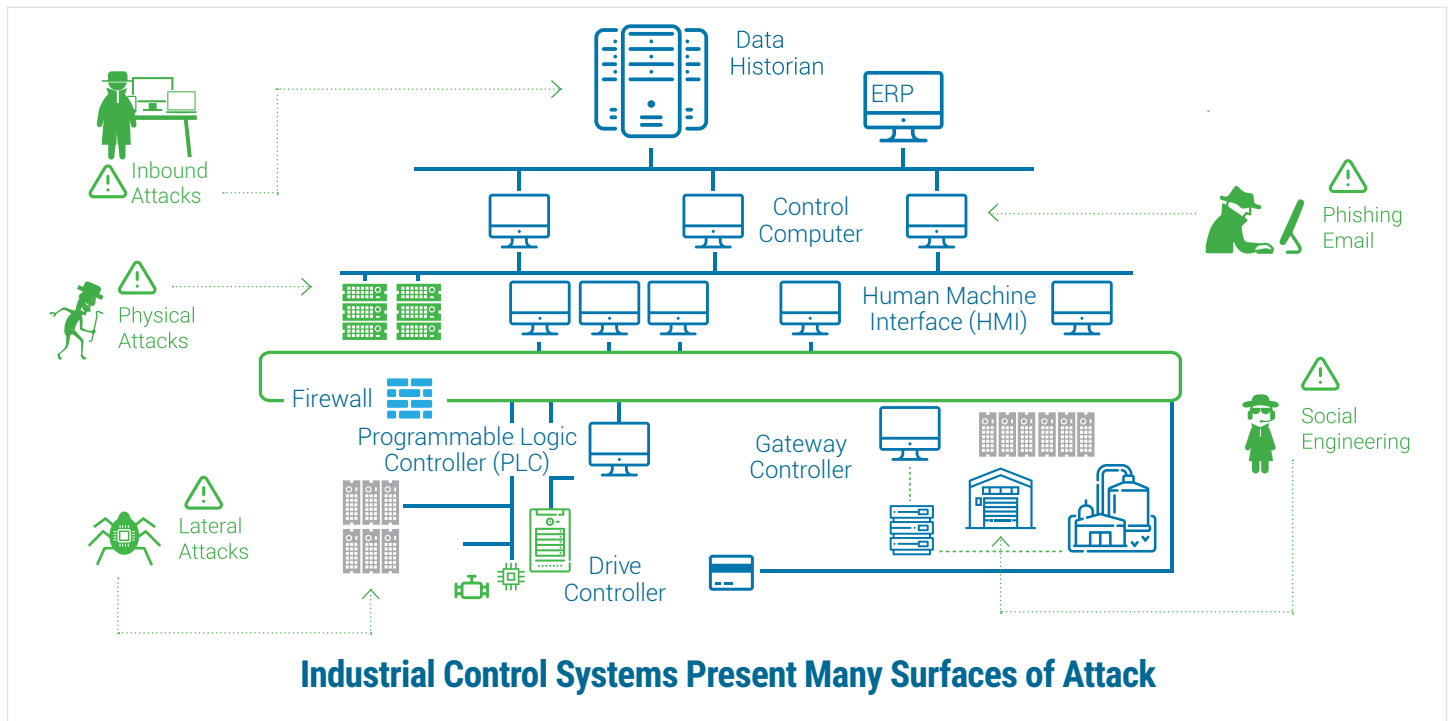 Data
Historian
ERP
Inbound
Attacks
Control
Computer
Phishing
Email
Physical
Attacks
Human Machine
Interface (HMI)
Firewall
Programmable Logic
Controller (PLC)
Gateway
Controller
Social
Engineering
Lateral
Attacks
Drive
Controller
Industrial Control Systems Present Many Surfaces of Attack